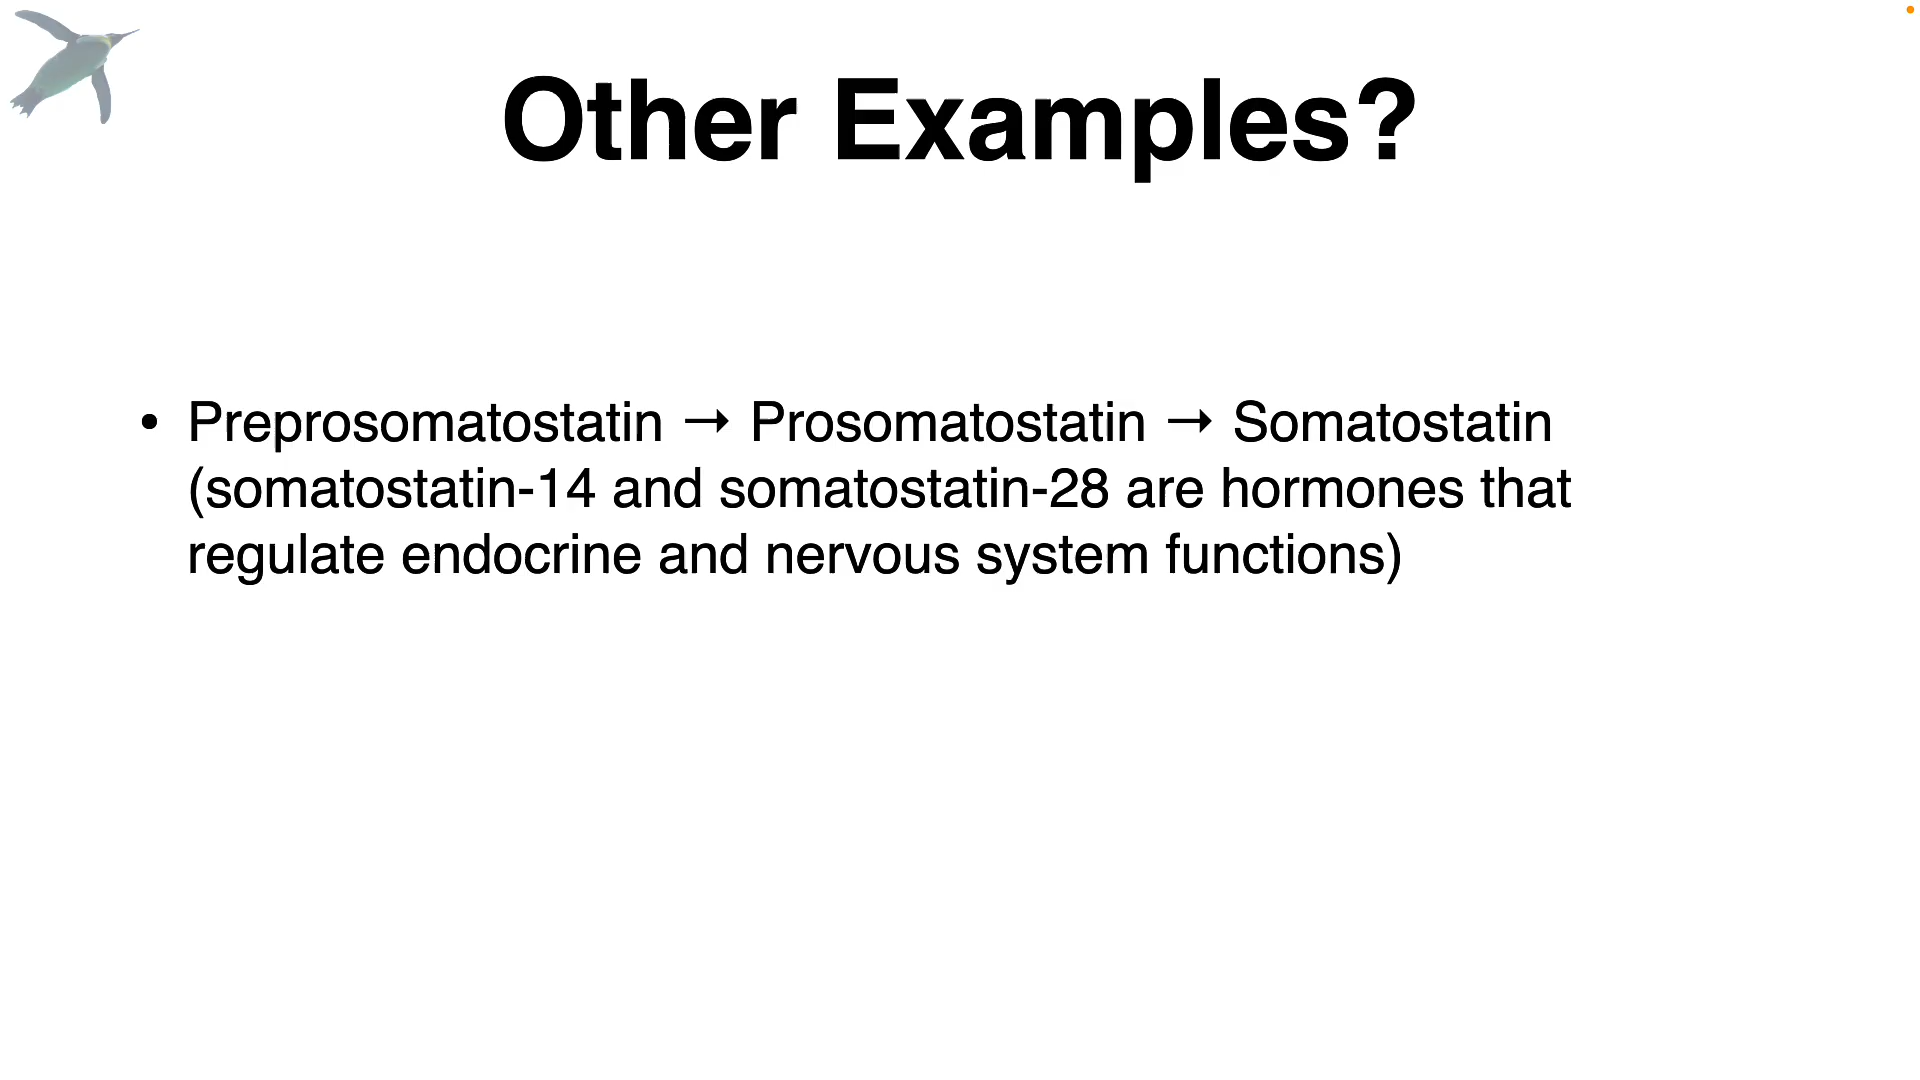 Other Examples?
• Preprosomatostatin → Prosomatostatin → Somatostatin
(somatostatin-14 and somatostatin-28 are hormones that
regulate endocrine and nervous system functions)